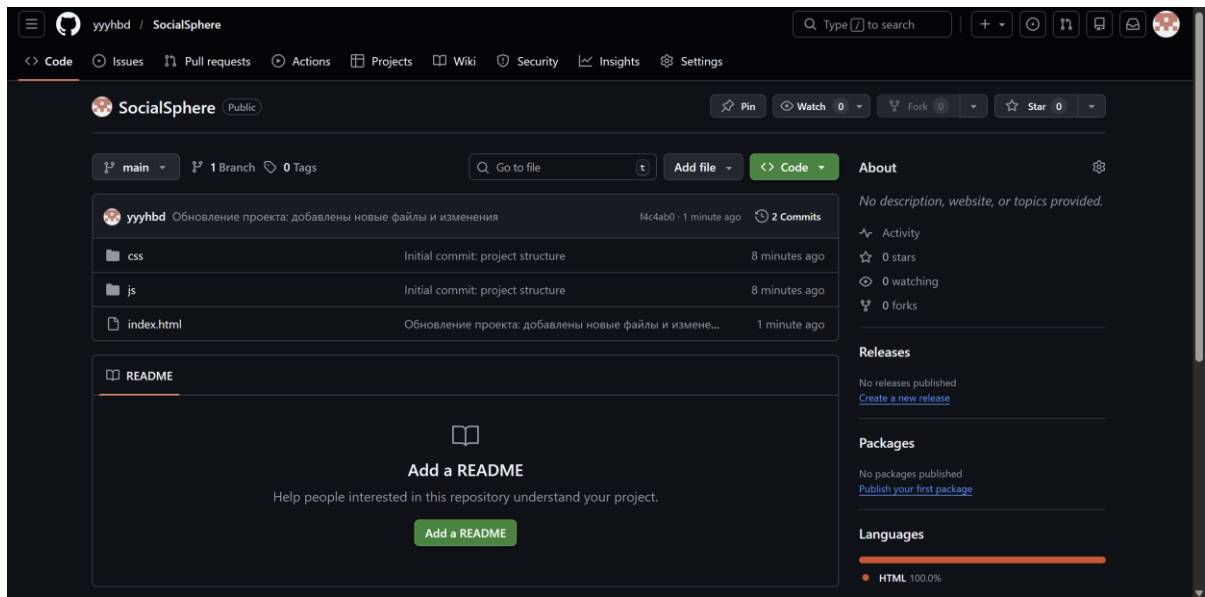 yyyhbd / SocialSphere
Type / to search
Code Issues Pull requests Actions Projects Wiki Security Insights Settings
SocialSphere Public
Pin Watch 0 Fork 0 Star 0
main 1 Branch 0 Tags
Go to file t Add file Code
yyyhbd Обновление проекта: добавлены новые файлы и изменения f4c4ab0 · 1 minute ago 2 Commits
css Initial commit: project structure 8 minutes ago
js Initial commit: project structure 8 minutes ago
index.html Обновление проекта: добавлены новые файлы и измене... 1 minute ago
README
Add a README
Help people interested in this repository understand your project.
Add a README
About
No description, website, or topics provided.
Activity
0 stars
0 watching
0 forks
Releases
No releases published
Create a new release
Packages
No packages published
Publish your first package
Languages
HTML 100.0%